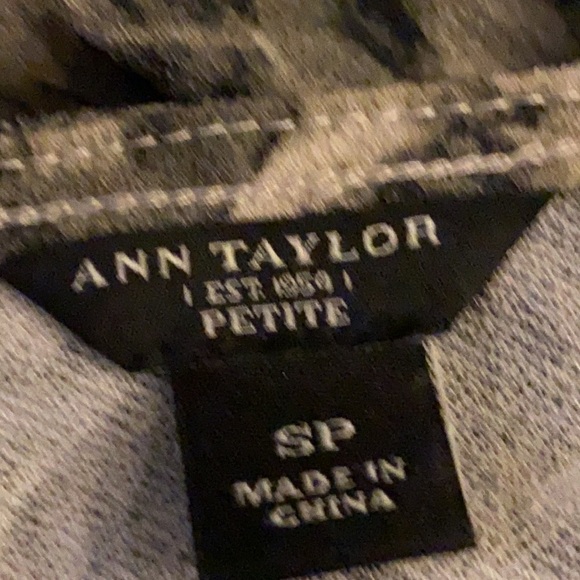 ANN TAYLOR
EST. 1954
PETITE
SP
MADE IN
CHINA